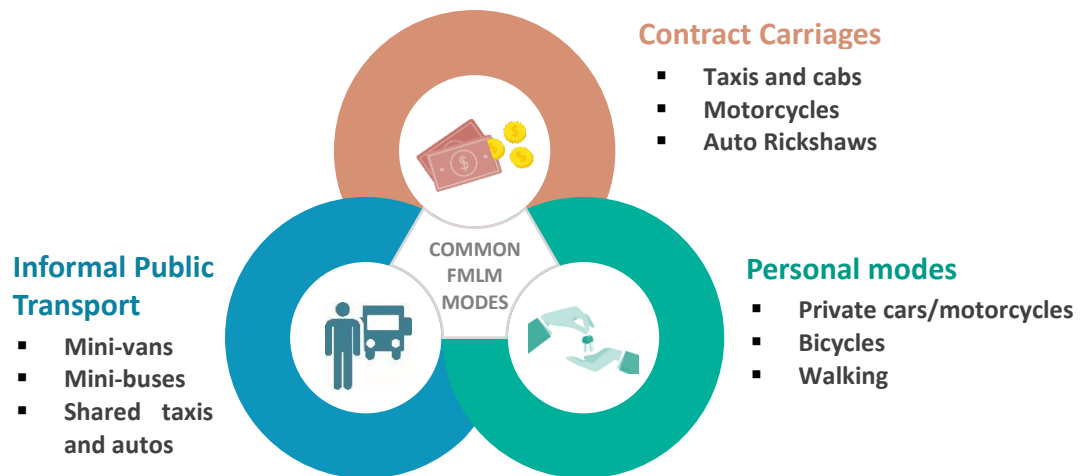 Contract Carriages
▪ Taxis and cabs
▪ Motorcycles
▪ Auto Rickshaws
COMMON
FMLM
MODES
Informal Public
Transport
▪ Mini-vans
▪ Mini-buses
▪ Shared taxis
and autos
Personal modes
▪ Private cars/motorcycles
▪ Bicycles
▪ Walking